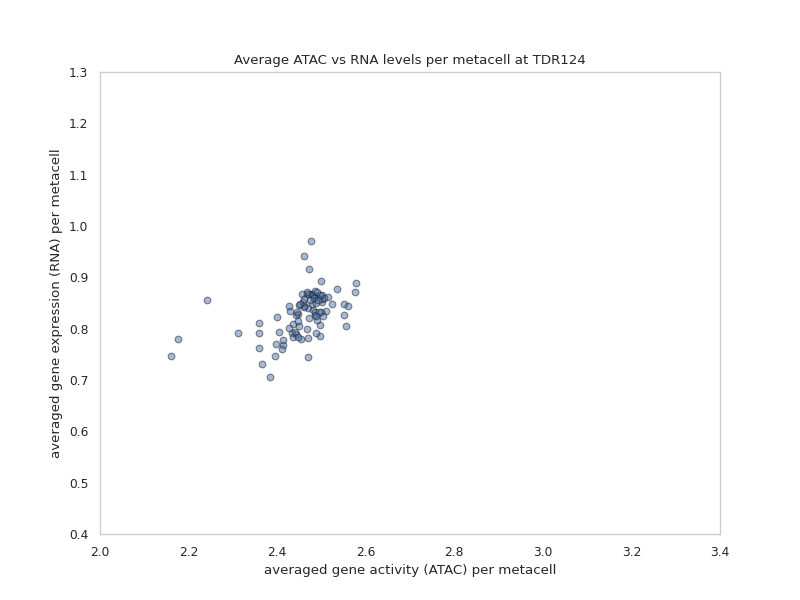 Average ATAC vs RNA levels per metacell at TDR124
1.3
1.2
1.1
1.0
0.9
0.8
0.7
0.6
0.5
0.4
averaged gene expression (RNA) per metacell
2.0 2.2 2.4 2.6 2.8 3.0 3.2 3.4
averaged gene activity (ATAC) per metacell